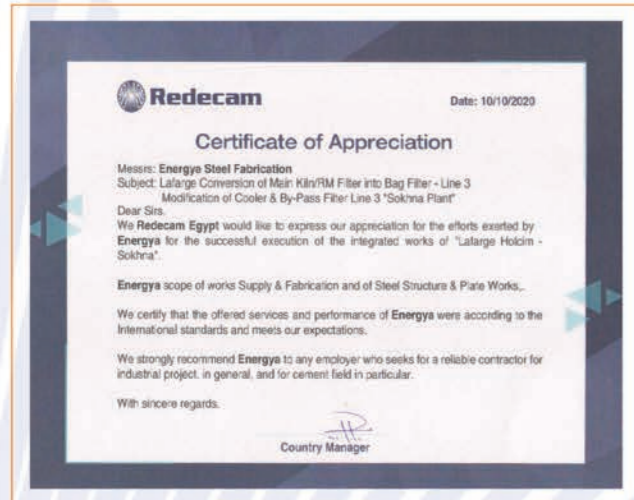 Redecam
Date: 10/10/2020
Certificate of Appreciation
Messrs: Energya Steel Fabrication
Subject: Lafarge Conversion of Main Kiln/RM Filter into Bag Filter - Line 3
Modification of Cooler & By-Pass Filter Line 3 "Sokhna Plant"
Dear Sirs.
We Redecam Egypt would like to express our appreciation for the efforts exerted by
Energya for the successful execution of the integrated works of "Lafarge Holcim -
Sokhna".
Energya scope of works Supply & Fabrication and of Steel Structure & Plate Works,.
We certify that the offered services and performance of Energya were according to the
International standards and meets our expectations.
We strongly recommend Energya to any employer who seeks for a reliable contractor for
industrial project, in general, and for cement field in particular.
With sincere regards.
Country Manager